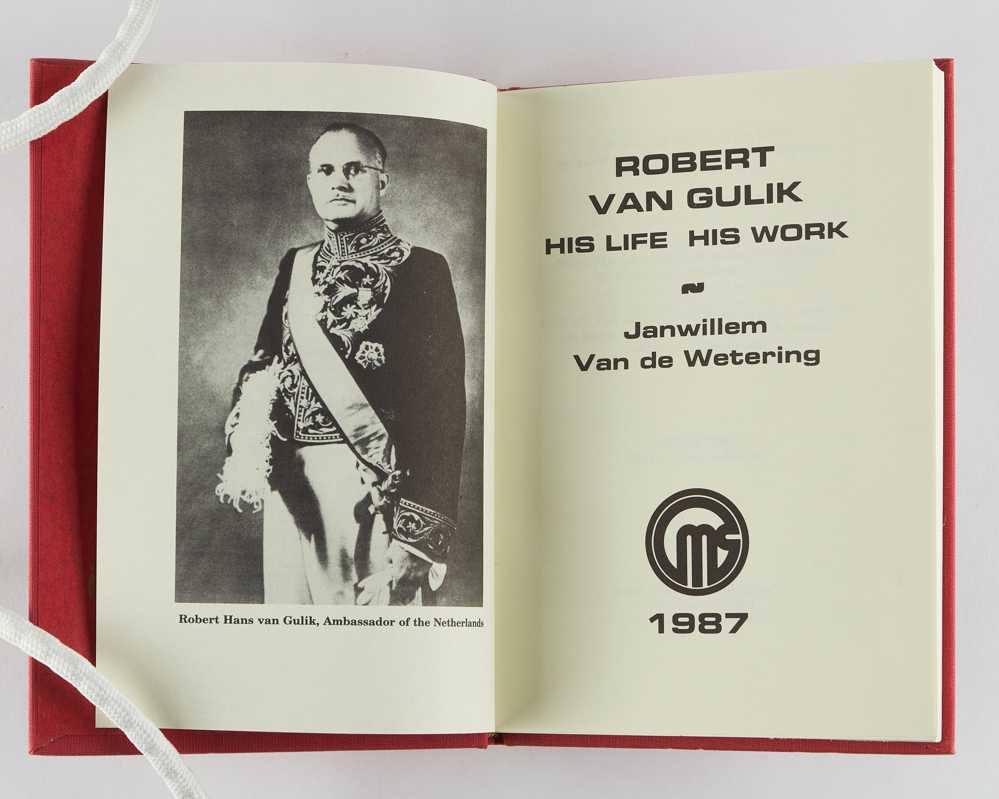 Robert Hans van Gulik, Ambassador of the Netherlands
ROBERT
VAN GULIK
HIS LIFE HIS WORK
~
Janwillem
Van de Wetering
GMS
1987